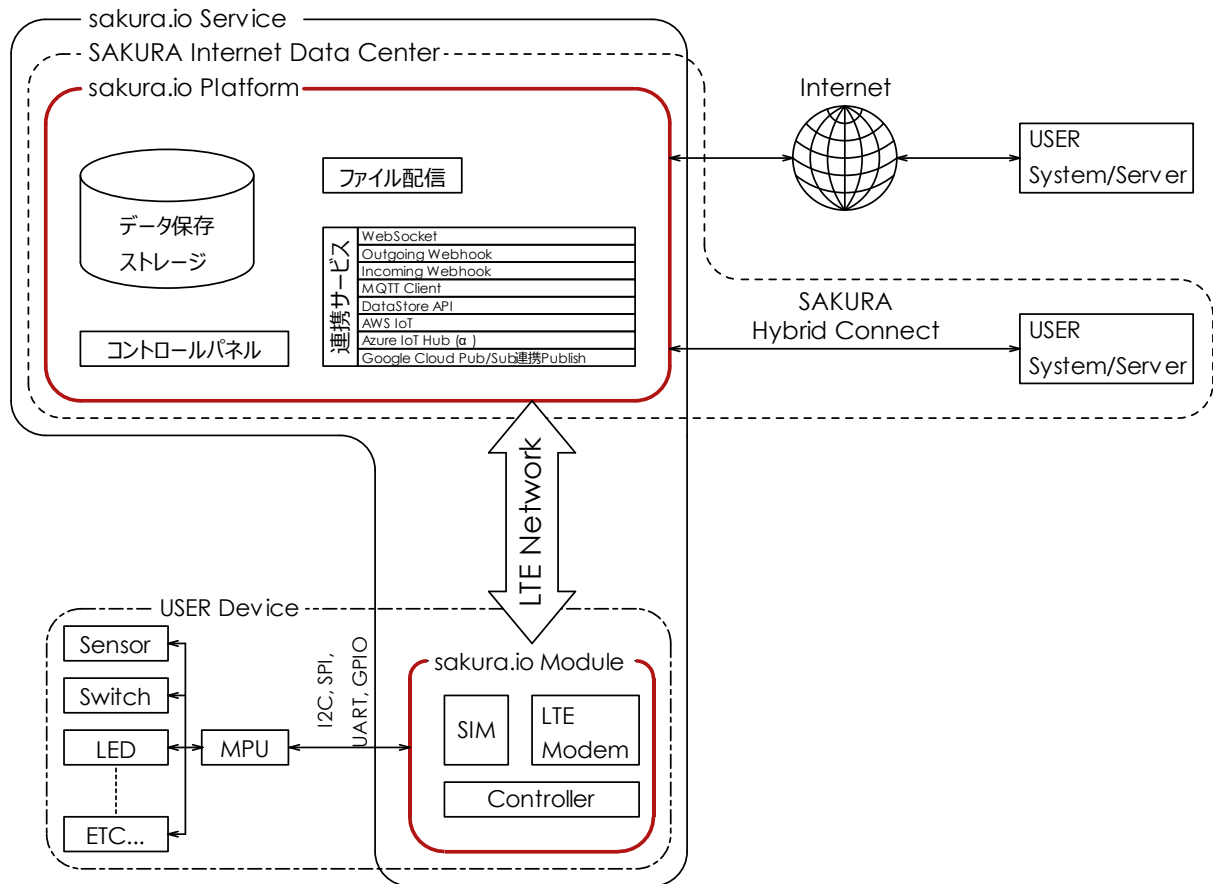 sakura.io Service
SAKURA Internet Data Center
sakura.io Platform
データ保存
ストレージ
コントロールパネル
ファイル配信
連携サービス
WebSocket
Outgoing Webhook
Incoming Webhook
MQTT Client
DataStore API
AWS IoT
Azure IoT Hub (α )
Google Cloud Pub/Sub連携Publish
Internet
USER
System/Server
SAKURA
Hybrid Connect
USER
System/Server
LTE Network
USER Device
Sensor
Switch
LED
ETC...
MPU
I2C, SPI,
UART, GPIO
sakura.io Module
SIM
LTE
Modem
Controller